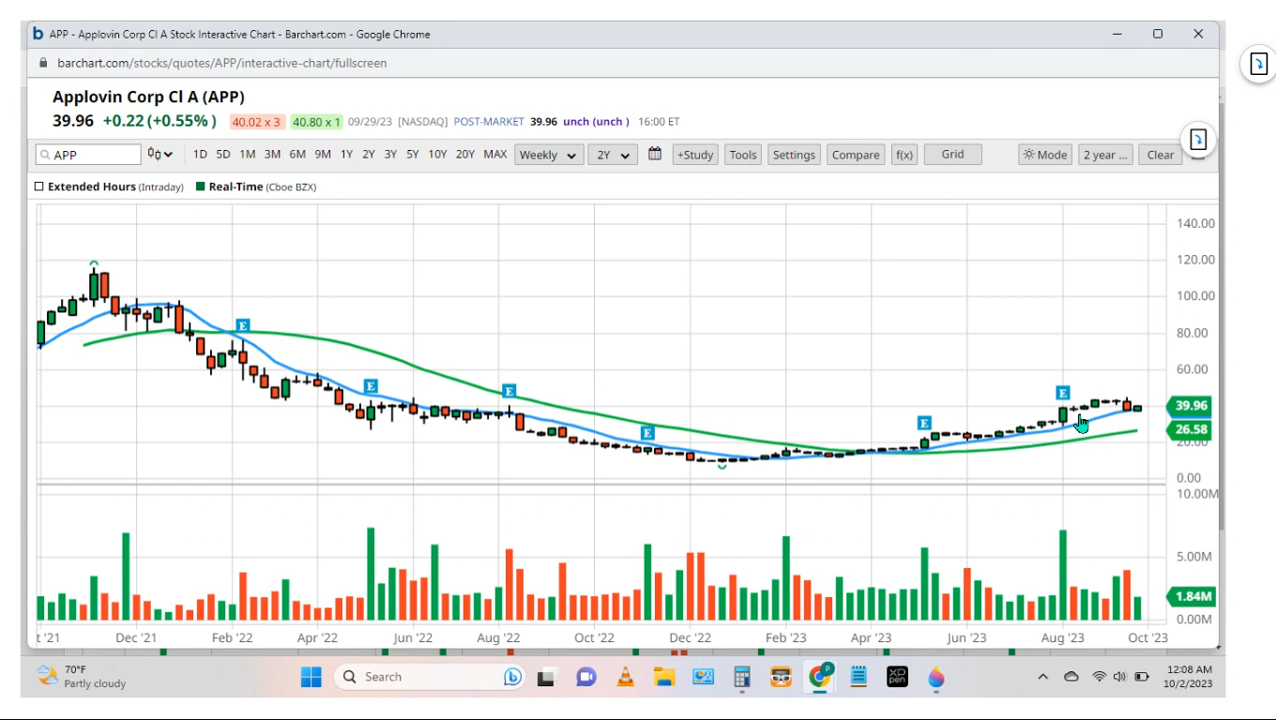 b APP - Applovin Corp Cl A Stock Interactive Chart - Barchart.com - Google Chrome
barchart.com/stocks/quotes/APP/interactive-chart/fullscreen
Applovin Corp Cl A (APP)
39.96 +0.22 (+0.55% ) 40.02 x 3 40.80 x 1 09/29/23 [NASDAQ] POST-MARKET 39.96 unch (unch ) 16:00 ET
APP 1D 5D 1M 3M 6M 9M 1Y 2Y 3Y 5Y 10Y 20Y MAX Weekly 2Y +Study Tools Settings Compare f(x) Grid Mode 2 year ... Clear
Extended Hours (Intraday) Real-Time (Cboe BZX)
140.00
120.00
100.00
80.00
60.00
39.96
26.58
20.00
0.00
E E E E E E
10.00M
5.00M
1.84M
0.00M
t '21 Dec '21 Feb '22 Apr '22 Jun '22 Aug '22 Oct '22 Dec '22 Feb '23 Apr '23 Jun '23 Aug '23 Oct '23
70°F
Partly cloudy
Search
P
XP
PEN
12:08 AM
10/2/2023